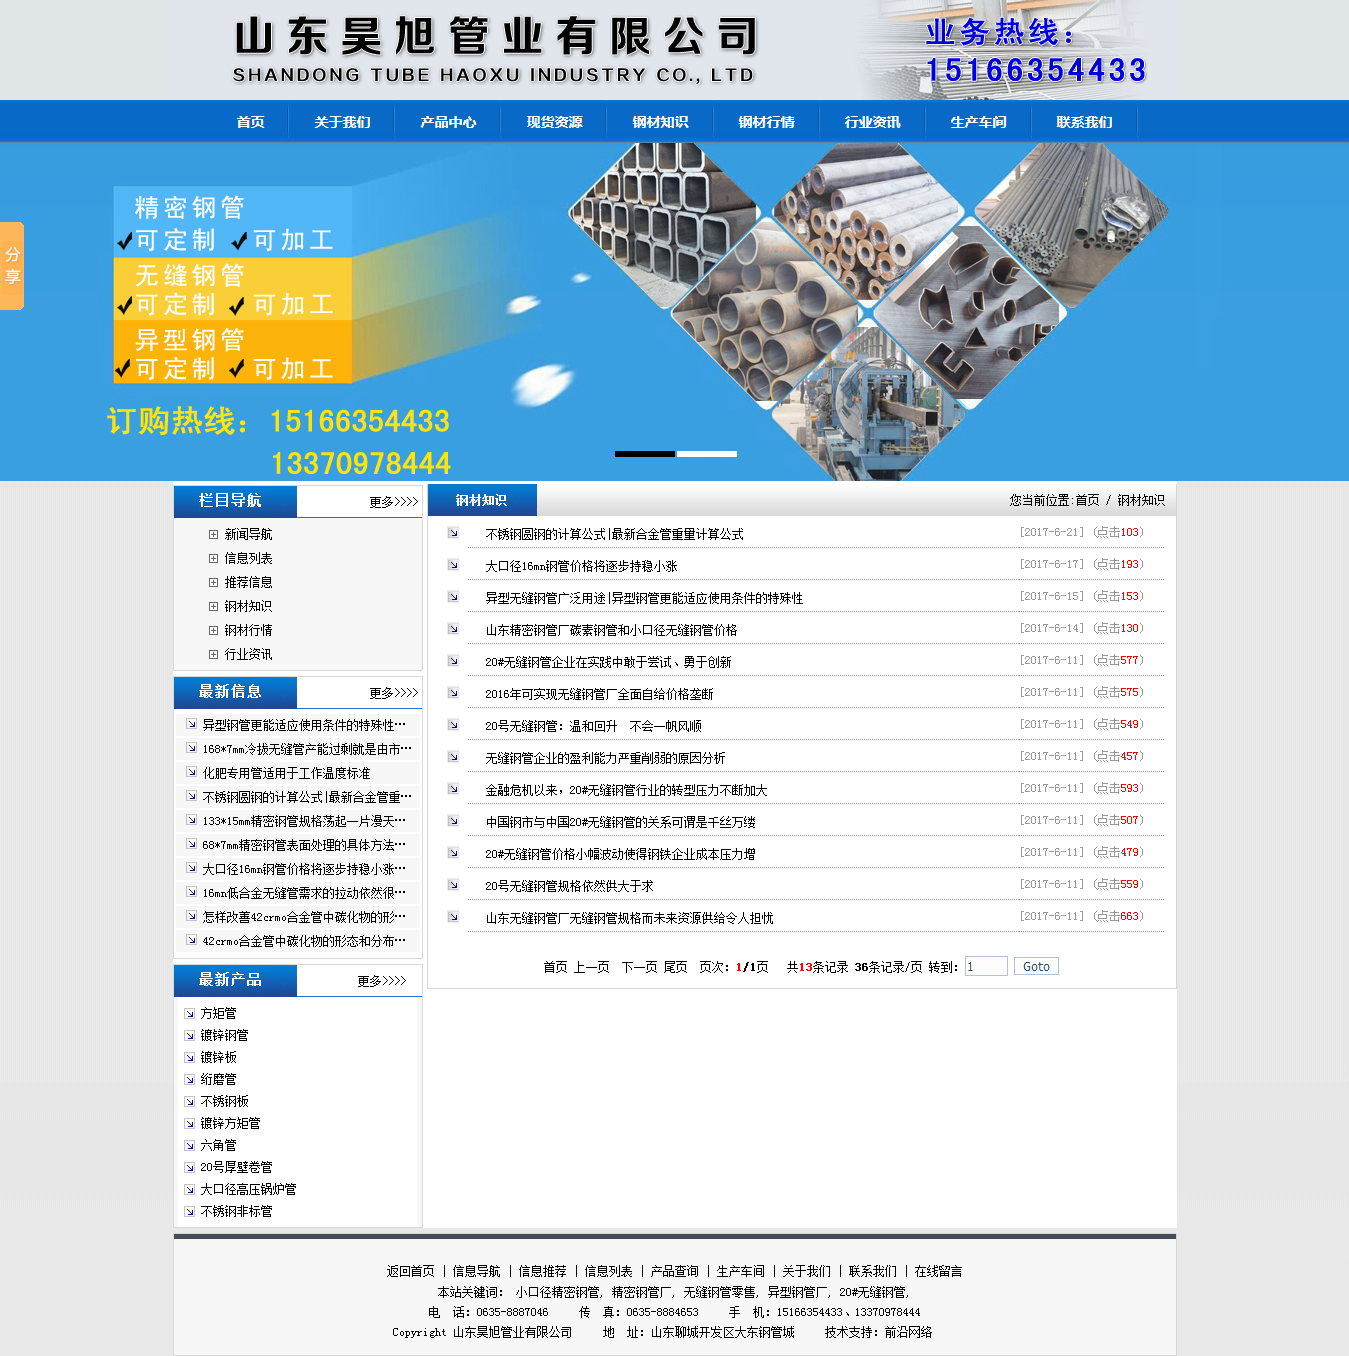 山东昊旭管业有限公司
SHANDONG TUBE HAOXU INDUSTRY CO., LTD
业务热线：
15166354433
首页 关于我们 产品中心 现货资源 钢材知识 钢材行情 行业资讯 生产车间 联系我们
分享
精密钢管
可定制 可加工
无缝钢管
可定制 可加工
异型钢管
可定制 可加工
订购热线：15166354433
13370978444
栏目导航 更多>>>>
新闻导航
信息列表
推荐信息
钢材知识
钢材行情
行业资讯
最新信息 更多>>>>
异型钢管更能适应使用条件的特殊性…
168*7mm冷拔无缝管产能过剩就是由市…
化肥专用管适用于工作温度标准
不锈钢圆钢的计算公式|最新合金管重…
133*15mm精密钢管规格荡起一片漫天…
68*7mm精密钢管表面处理的具体方法…
大口径16mn钢管价格将逐步持稳小涨…
16mn低合金无缝管需求的拉动依然很…
怎样改善42crmo合金管中碳化物的形…
42crmo合金管中碳化物的形态和分布…
最新产品 更多>>>>
方矩管
镀锌钢管
镀锌板
绗磨管
不锈钢板
镀锌方矩管
六角管
20号厚壁卷管
大口径高压锅炉管
不锈钢非标管
钢材知识 您当前位置:首页 / 钢材知识
不锈钢圆钢的计算公式|最新合金管重量计算公式 [2017-6-21] (点击103)
大口径16mn钢管价格将逐步持稳小涨 [2017-6-17] (点击193)
异型无缝钢管广泛用途|异型钢管更能适应使用条件的特殊性 [2017-6-15] (点击153)
山东精密钢管厂碳素钢管和小口径无缝钢管价格 [2017-6-14] (点击130)
20#无缝钢管企业在实践中敢于尝试、勇于创新 [2017-6-11] (点击577)
2016年可实现无缝钢管厂全面自给价格垄断 [2017-6-11] (点击575)
20号无缝钢管：温和回升　不会一帆风顺 [2017-6-11] (点击549)
无缝钢管企业的盈利能力严重削弱的原因分析 [2017-6-11] (点击457)
金融危机以来，20#无缝钢管行业的转型压力不断加大 [2017-6-11] (点击593)
中国钢市与中国20#无缝钢管的关系可谓是千丝万缕 [2017-6-11] (点击507)
20#无缝钢管价格小幅波动使得钢铁企业成本压力增 [2017-6-11] (点击479)
20号无缝钢管规格依然供大于求 [2017-6-11] (点击559)
山东无缝钢管厂无缝钢管规格而未来资源供给令人担忧 [2017-6-11] (点击663)
首页 上一页 下一页 尾页 页次：1/1页 共13条记录 36条记录/页 转到：1 Goto
返回首页 | 信息导航 | 信息推荐 | 信息列表 | 产品查询 | 生产车间 | 关于我们 | 联系我们 | 在线留言
本站关键词： 小口径精密钢管, 精密钢管厂, 无缝钢管零售, 异型钢管厂, 20#无缝钢管,
电　话：0635-8887046 传　真：0635-8884653 手　机：15166354433、13370978444
Copyright 山东昊旭管业有限公司 地　址：山东聊城开发区大东钢管城 技术支持：前沿网络